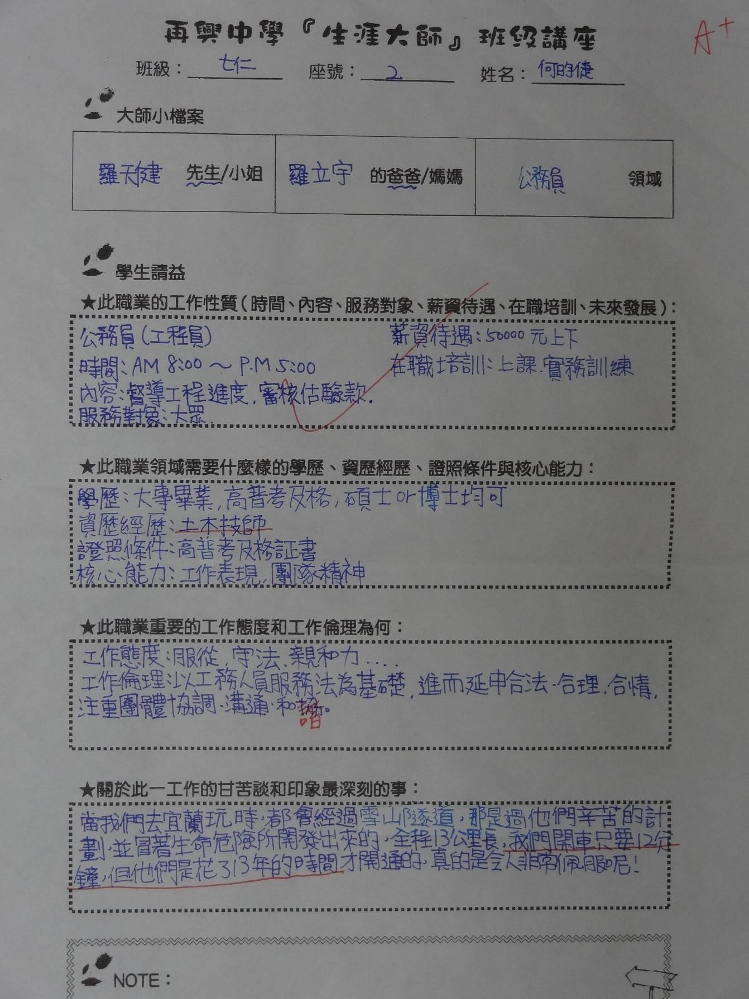 再興中學『生涯大師』班級講座
A+
班級：七仁 座號：2 姓名：何昀倢
大師小檔案
羅天健 先生/小姐 羅立宇 的爸爸/媽媽 公務員 領域
學生請益
★此職業的工作性質（時間、內容、服務對象、薪資待遇、在職培訓、未來發展）：
公務員(工程員) 薪資待遇：50000元上下
時間：AM 8:00～P.M 5:00 在職培訓：上課.實務訓練
內容：督導工程進度，審核估驗款.
服務對象：大眾.
★此職業領域需要什麼樣的學歷、資歷經歷、證照條件與核心能力：
學歷：大專畢業，高普考及格，碩士or博士均可
資歷經歷：土木技師
證照條件：高普考及格証書
核心能力：工作表現，團隊精神
★此職業重要的工作態度和工作倫理為何：
工作態度：服從，守法、親和力....
工作倫理：以工務人員服務法為基礎，進而延申合法.合理.合情，
注重團體協調.溝通.和協。
諧
★關於此一工作的甘苦談和印象最深刻的事：
當我們去宜蘭玩時，都會經過雪山隧道，那是過他們辛苦的計
劃，並冒著生命危險所開發出來的，全程13公里長，我們開車只要12分
鐘，但他們是花了13年的時間才開通的，真的是令人非常佩服呢！
NOTE：